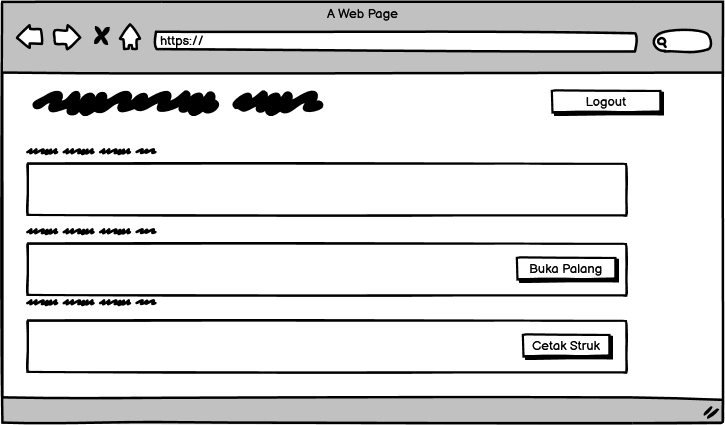 A Web Page
https://
Logout
Buka Palang
Cetak Struk